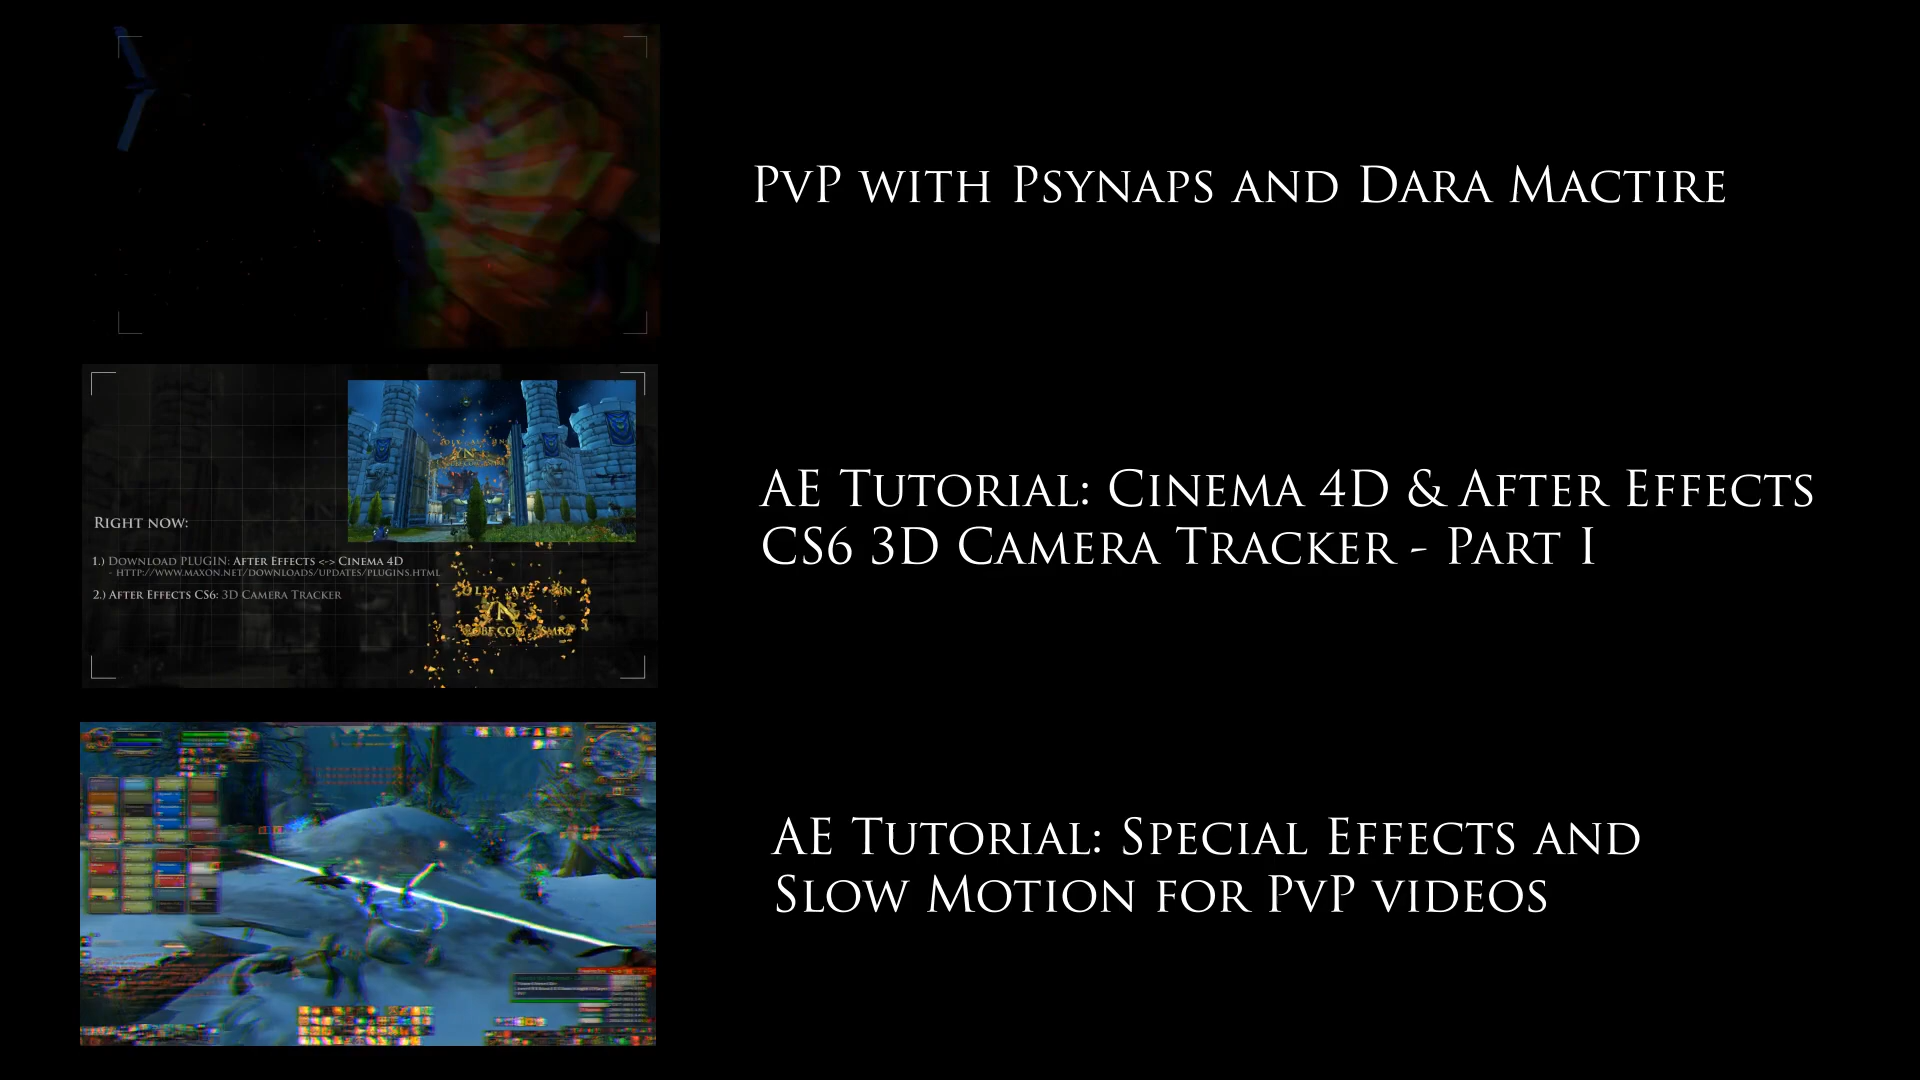 PvP with Psynaps and Dara Mactire
AE Tutorial: Cinema 4D & After Effects
CS6 3D Camera Tracker - Part I
Right now:
1.) Download PLUGIN: After Effects <-> Cinema 4D
- http://www.maxon.net/downloads/updates/plugins.html
2.) After Effects CS6: 3D Camera Tracker
AE Tutorial: Special Effects and
Slow Motion for PvP videos